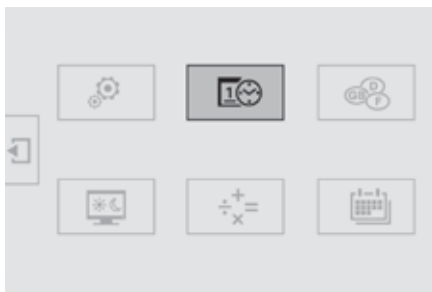 1
GB D F
÷ + × =